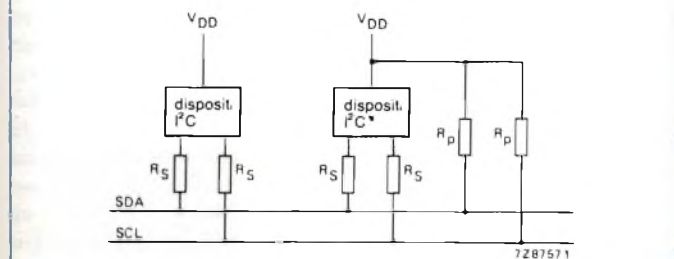 VDD
VDD
disposit.
I²C
disposit.
I²C*
RS
RS
RS
RS
Rp
Rp
SDA
SCL
7Z87571